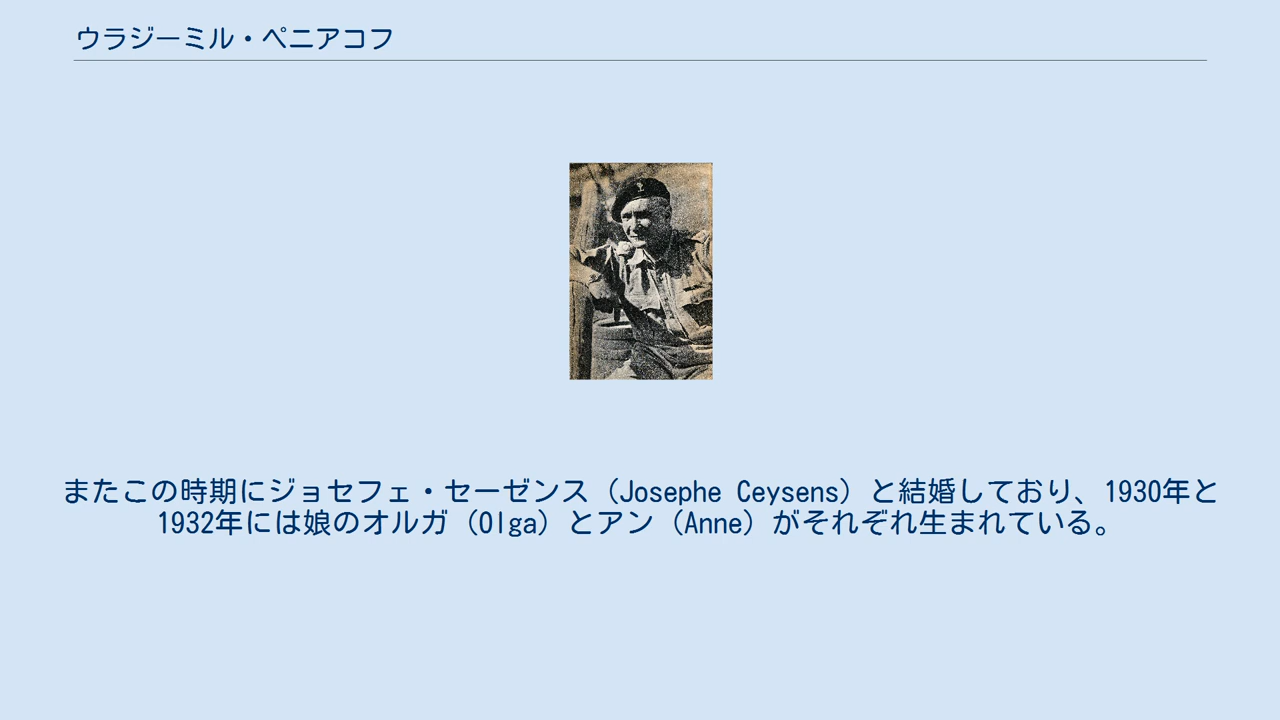 ウラジーミル・ペニアコフ
またこの時期にジョセフェ・セーゼンス（Josephe Ceysens）と結婚しており、1930年と
1932年には娘のオルガ（Olga）とアン（Anne）がそれぞれ生まれている。